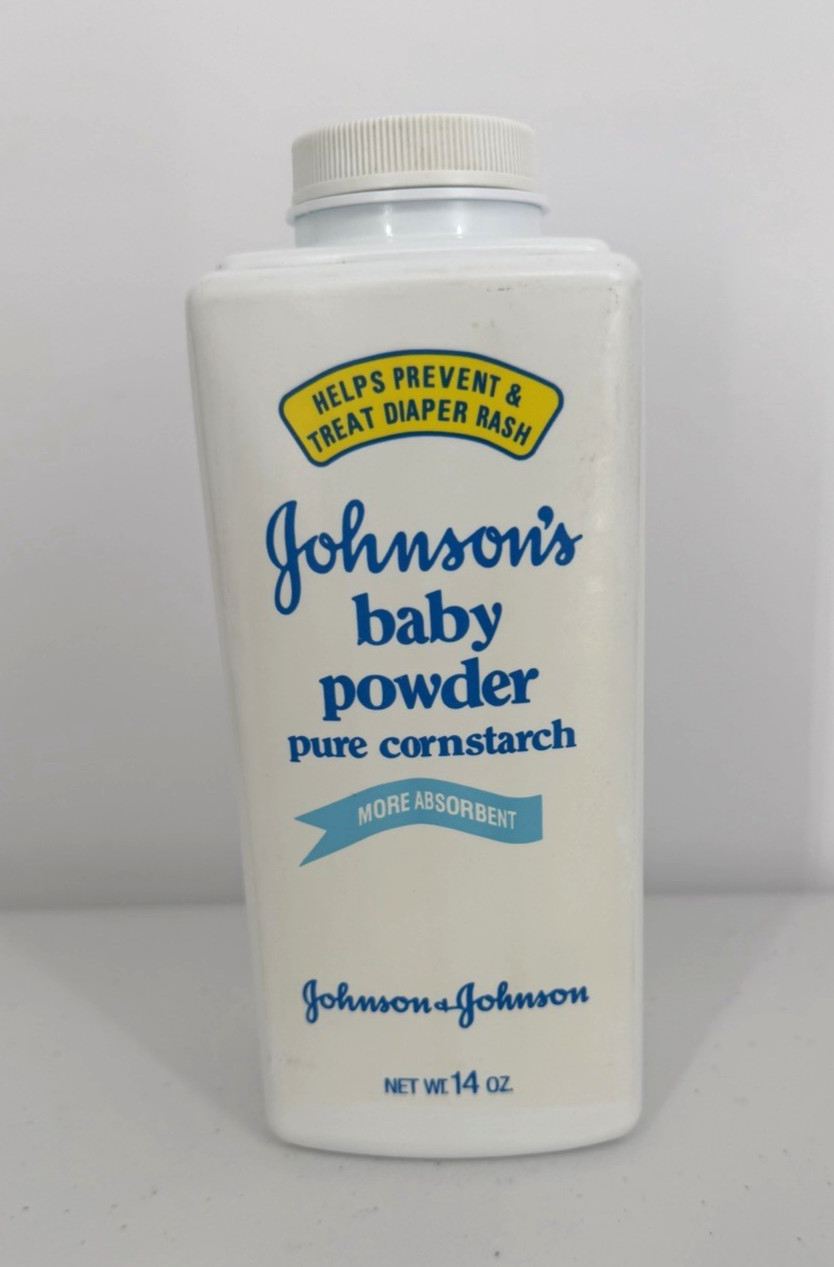 HELPS PREVENT &
TREAT DIAPER RASH
Johnson's
baby
powder
pure cornstarch
MORE ABSORBENT
Johnson & Johnson
NET WT. 14 OZ.